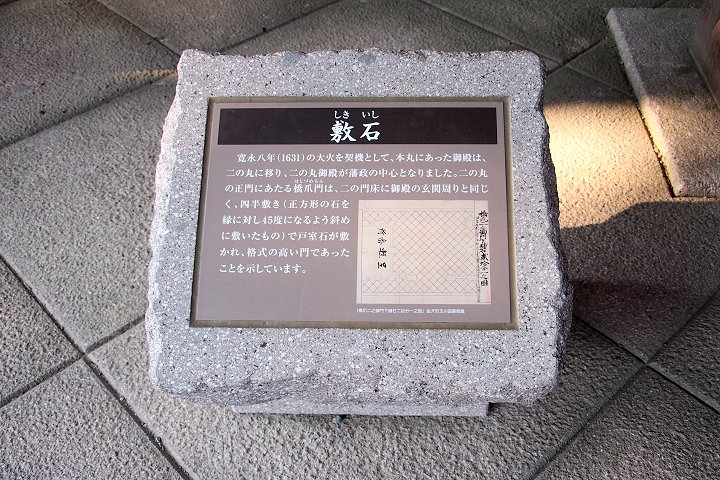 しき いし
敷石
寛永八年(1631)の大火を契機として、本丸にあった御殿は、
二の丸に移り、二の丸御殿が藩政の中心となりました。二の丸
はしづめもん
の正門にあたる橋爪門は、二の門床に御殿の玄関周りと同じ
く、四半敷き(正方形の石を
縁に対し45度になるよう斜め
に敷いたもの)で戸室石が敷
かれ、格式の高い門であった
ことを示しています。